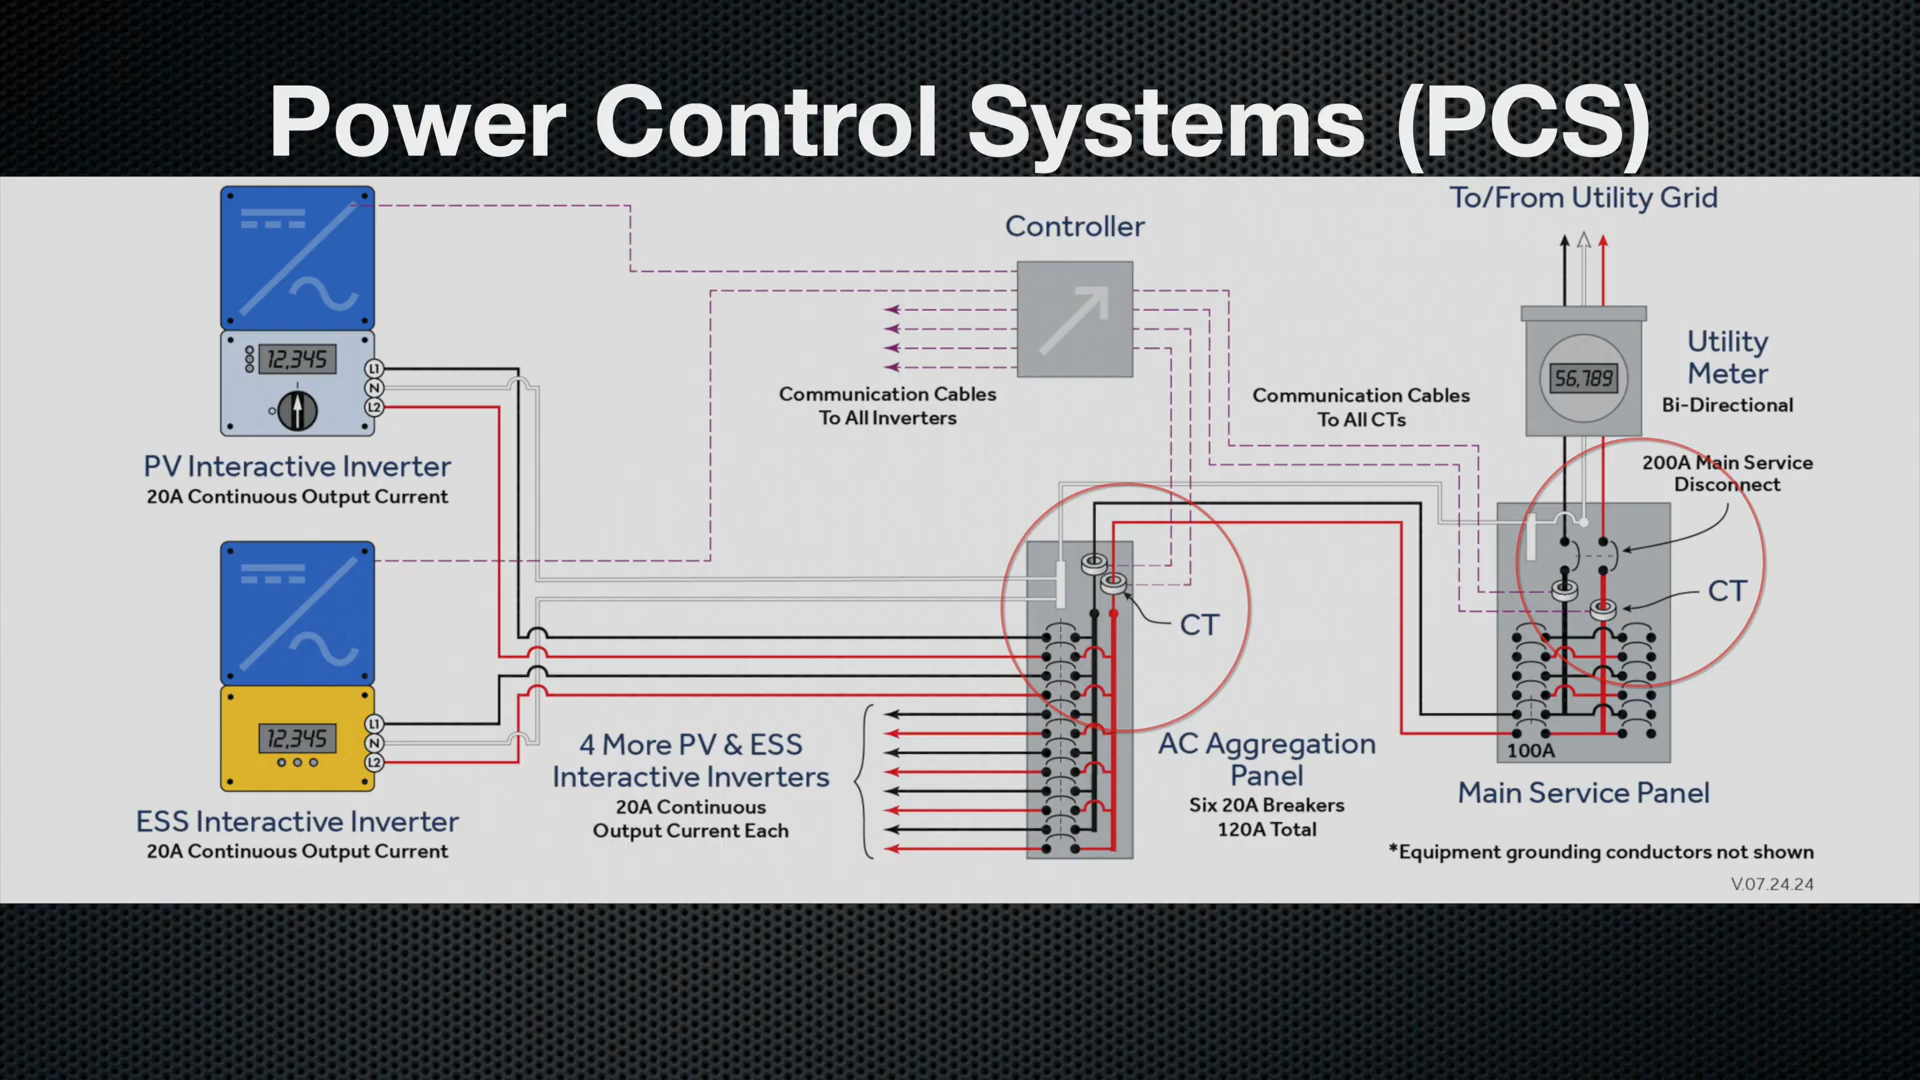 Power Control Systems (PCS)
To/From Utility Grid
Controller
12,345
L1
N
L2
PV Interactive Inverter
20A Continuous Output Current
Communication Cables
To All Inverters
Communication Cables
To All CTs
56,789
Utility
Meter
Bi-Directional
200A Main Service
Disconnect
CT
CT
12,345
L1
N
L2
ESS Interactive Inverter
20A Continuous Output Current
4 More PV & ESS
Interactive Inverters
20A Continuous
Output Current Each
AC Aggregation
Panel
Six 20A Breakers
120A Total
100A
Main Service Panel
*Equipment grounding conductors not shown
V.07.24.24